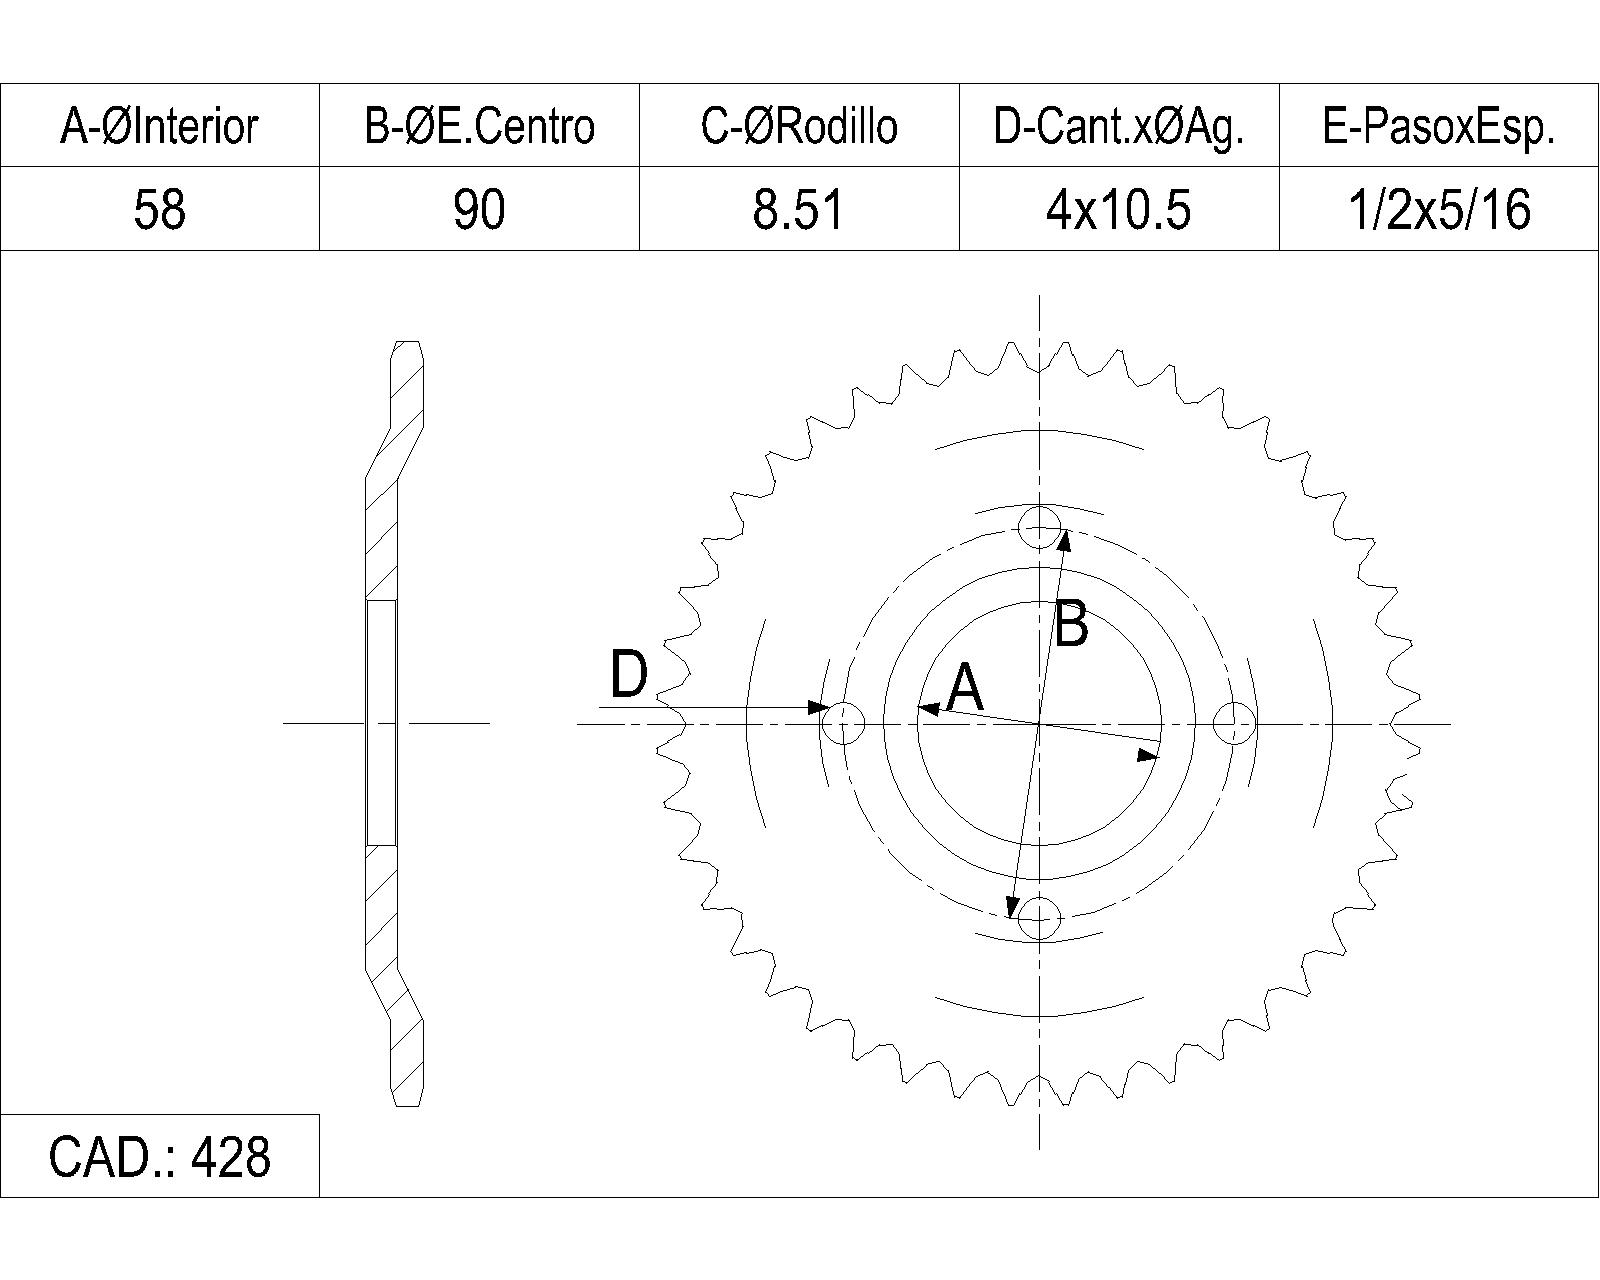 A-ØInterior B-ØE.Centro C-ØRodillo D-Cant.xØAg. E-PasoxEsp.
58 90 8.51 4x10.5 1/2x5/16
B
D
A
CAD.: 428